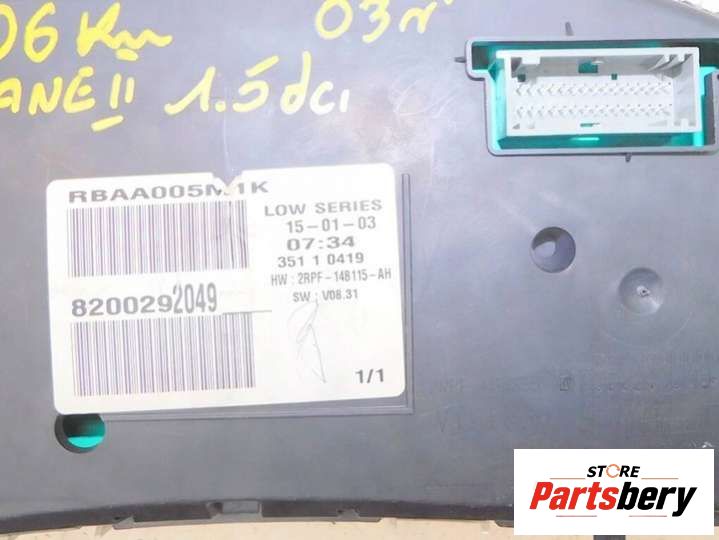 06 Km 03 r
ANE II 1.5 dci
RBAA005M1K
LOW SERIES
15-01-03
07:34
351 1 0419
HW : 2RPF-148115-AH
SW : V08.31
8200292049
1/1
STORE
Partsbery